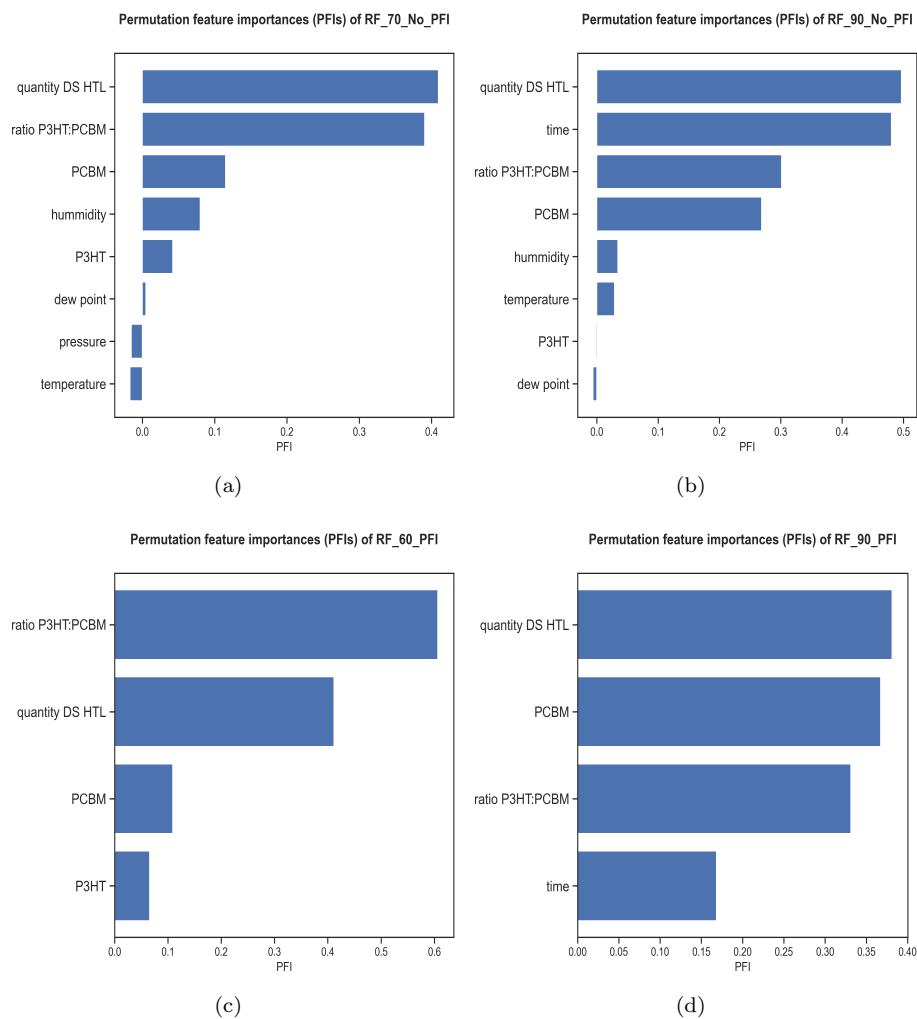 Permutation feature importances (PFIs) of RF_70_No_PFI
quantity DS HTL
ratio P3HT:PCBM
PCBM
hummidity
P3HT
dew point
pressure
temperature
0.0 0.1 0.2 0.3 0.4
PFI
(a)
Permutation feature importances (PFIs) of RF_90_No_PFI
quantity DS HTL
time
ratio P3HT:PCBM
PCBM
hummidity
temperature
P3HT
dew point
0.0 0.1 0.2 0.3 0.4 0.5
PFI
(b)
Permutation feature importances (PFIs) of RF_60_PFI
ratio P3HT:PCBM
quantity DS HTL
PCBM
P3HT
0.0 0.1 0.2 0.3 0.4 0.5 0.6
PFI
(c)
Permutation feature importances (PFIs) of RF_90_PFI
quantity DS HTL
PCBM
ratio P3HT:PCBM
time
0.00 0.05 0.10 0.15 0.20 0.25 0.30 0.35 0.40
PFI
(d)